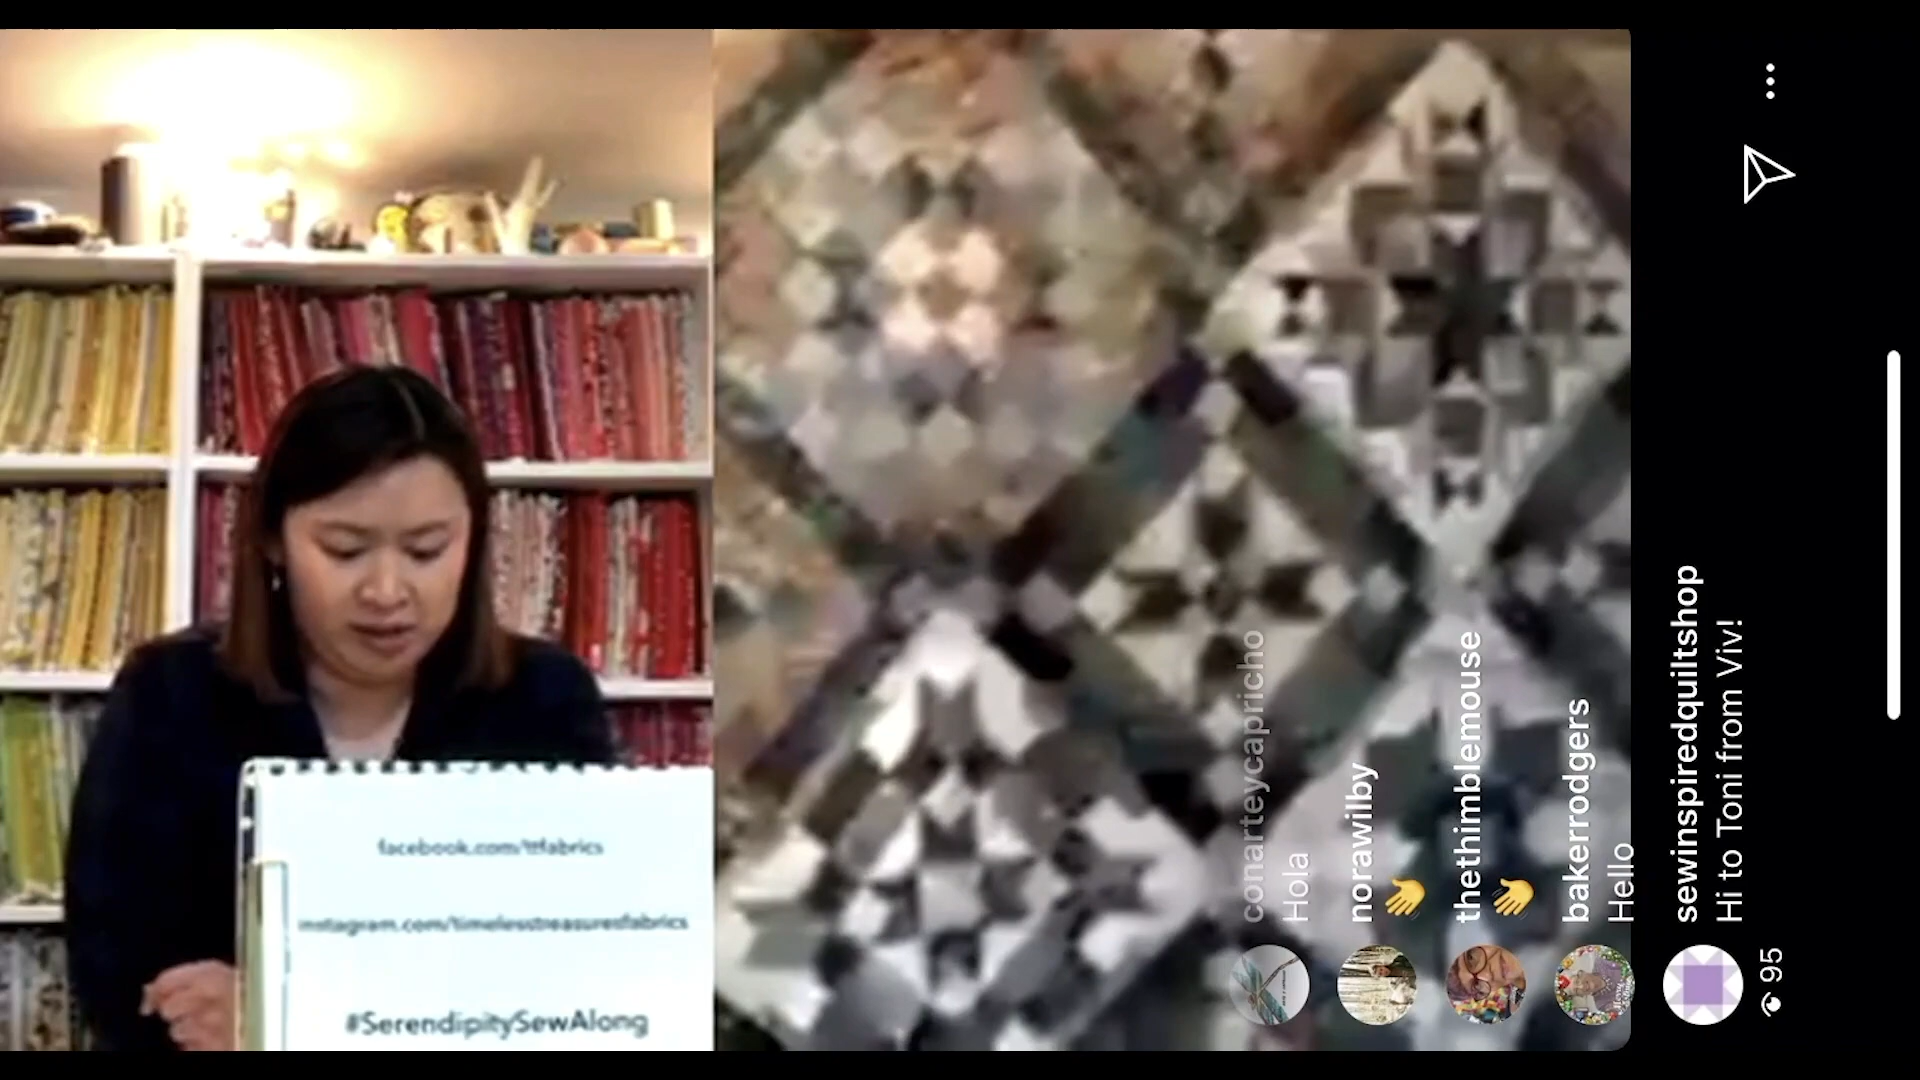 facebook.com/ttfabrics
instagram.com/timelesstreasuresfabrics
#SerendipitySewAlong
conarteycapricho
Hola
norawilby
👋
thethimblemouse
👋
bakerrodgers
Hello
sewinspiredquiltshop
Hi to Toni from Viv!
95